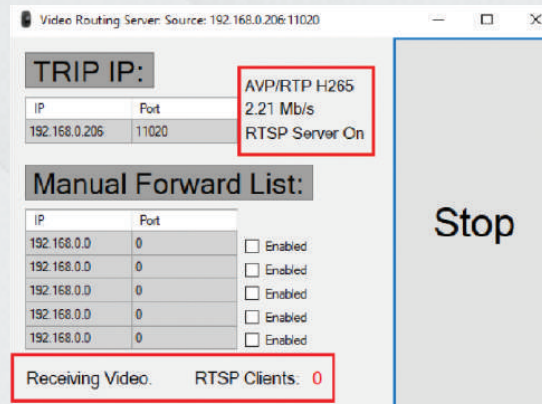 Video Routing Server: Source: 192.168.0.206:11020
TRIP IP:
IP Port
192.168.0.206 11020
AVP/RTP H265
2.21 Mb/s
RTSP Server On
Manual Forward List:
IP Port
192.168.0.0 0 Enabled
192.168.0.0 0 Enabled
192.168.0.0 0 Enabled
192.168.0.0 0 Enabled
192.168.0.0 0 Enabled
Receiving Video. RTSP Clients: 0
Stop